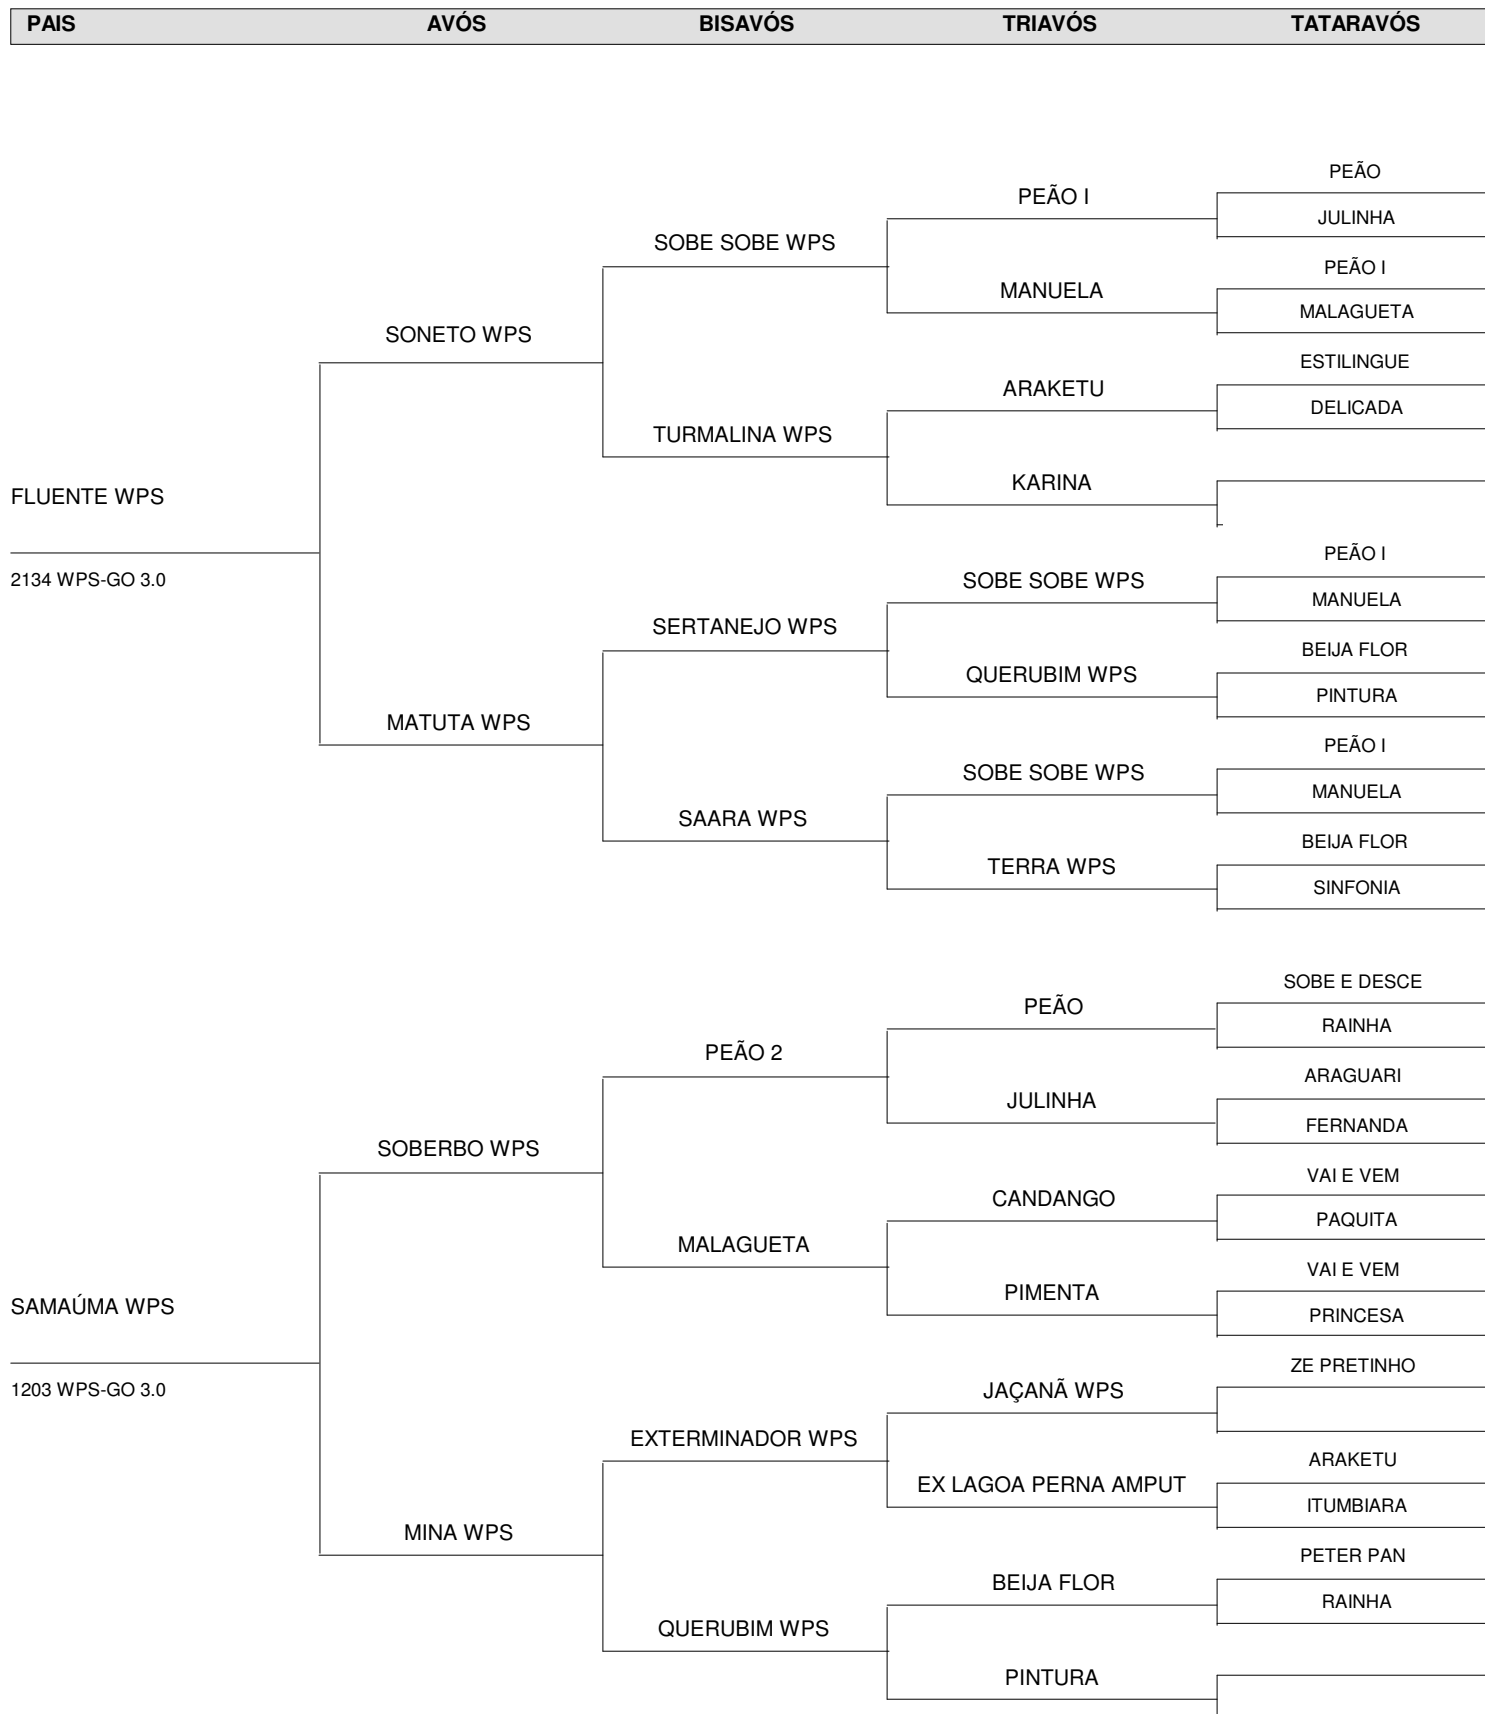 PAIS AVÓS BISAVÓS TRIAVÓS TATARAVÓS
PEÃO
PEÃO I
JULINHA
SOBE SOBE WPS
PEÃO I
MANUELA
MALAGUETA
SONETO WPS
ESTILINGUE
ARAKETU
DELICADA
TURMALINA WPS
KARINA
FLUENTE WPS
PEÃO I
2134 WPS-GO 3.0
SOBE SOBE WPS
MANUELA
SERTANEJO WPS
BEIJA FLOR
QUERUBIM WPS
PINTURA
MATUTA WPS
PEÃO I
SOBE SOBE WPS
MANUELA
SAARA WPS
BEIJA FLOR
TERRA WPS
SINFONIA
SOBE E DESCE
PEÃO
RAINHA
PEÃO 2
ARAGUARI
JULINHA
FERNANDA
SOBERBO WPS
VAI E VEM
CANDANGO
PAQUITA
MALAGUETA
VAI E VEM
PIMENTA
SAMAÚMA WPS
PRINCESA
ZE PRETINHO
1203 WPS-GO 3.0
JAÇANÃ WPS
EXTERMINADOR WPS
ARAKETU
EX LAGOA PERNA AMPUT
ITUMBIARA
MINA WPS
PETER PAN
BEIJA FLOR
RAINHA
QUERUBIM WPS
PINTURA